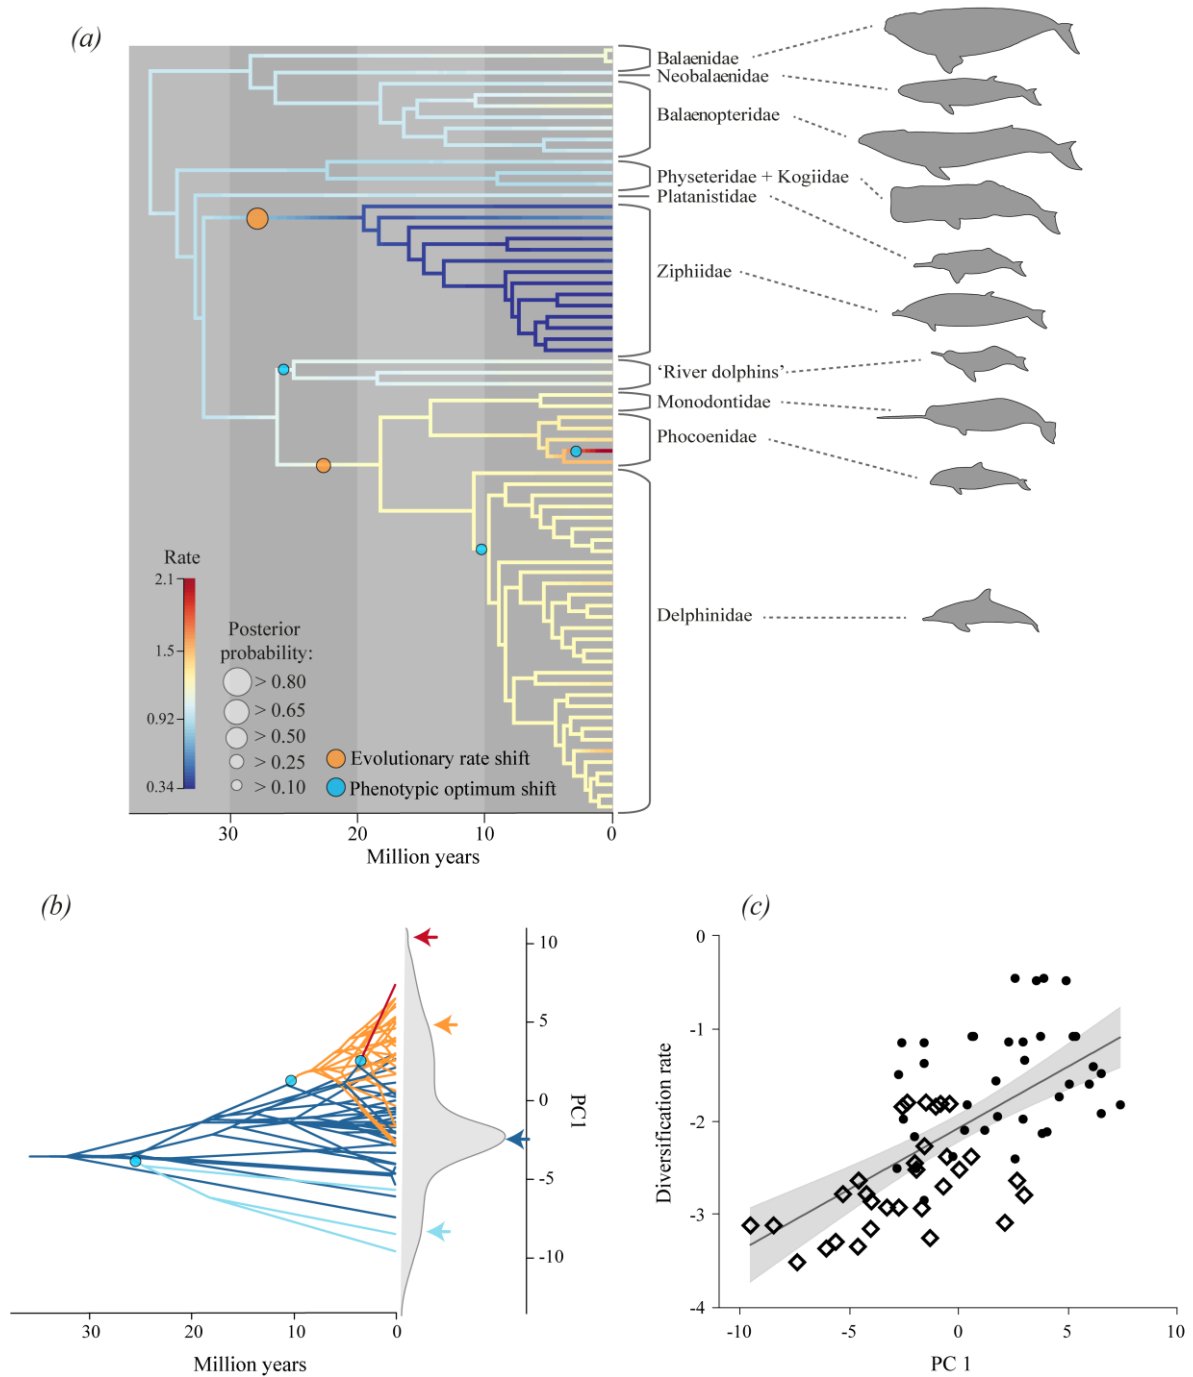 (a)
Balaenidae
Neobalaenidae
Balaenopteridae
Physeteridae + Kogiidae
Platanistidae
Ziphiidae
‘River dolphins’
Monodontidae
Phocoenidae
Delphinidae
Rate
2.1
1.5
0.92
0.34
Posterior
probability:
> 0.80
> 0.65
> 0.50
> 0.25
> 0.10
Evolutionary rate shift
Phenotypic optimum shift
30 20 10 0
Million years
(b)
10
5
0
-5
-10
PC1
30 20 10 0
Million years
(c)
0
-1
-2
-3
-4
Diversification rate
-10 -5 0 5 10
PC 1